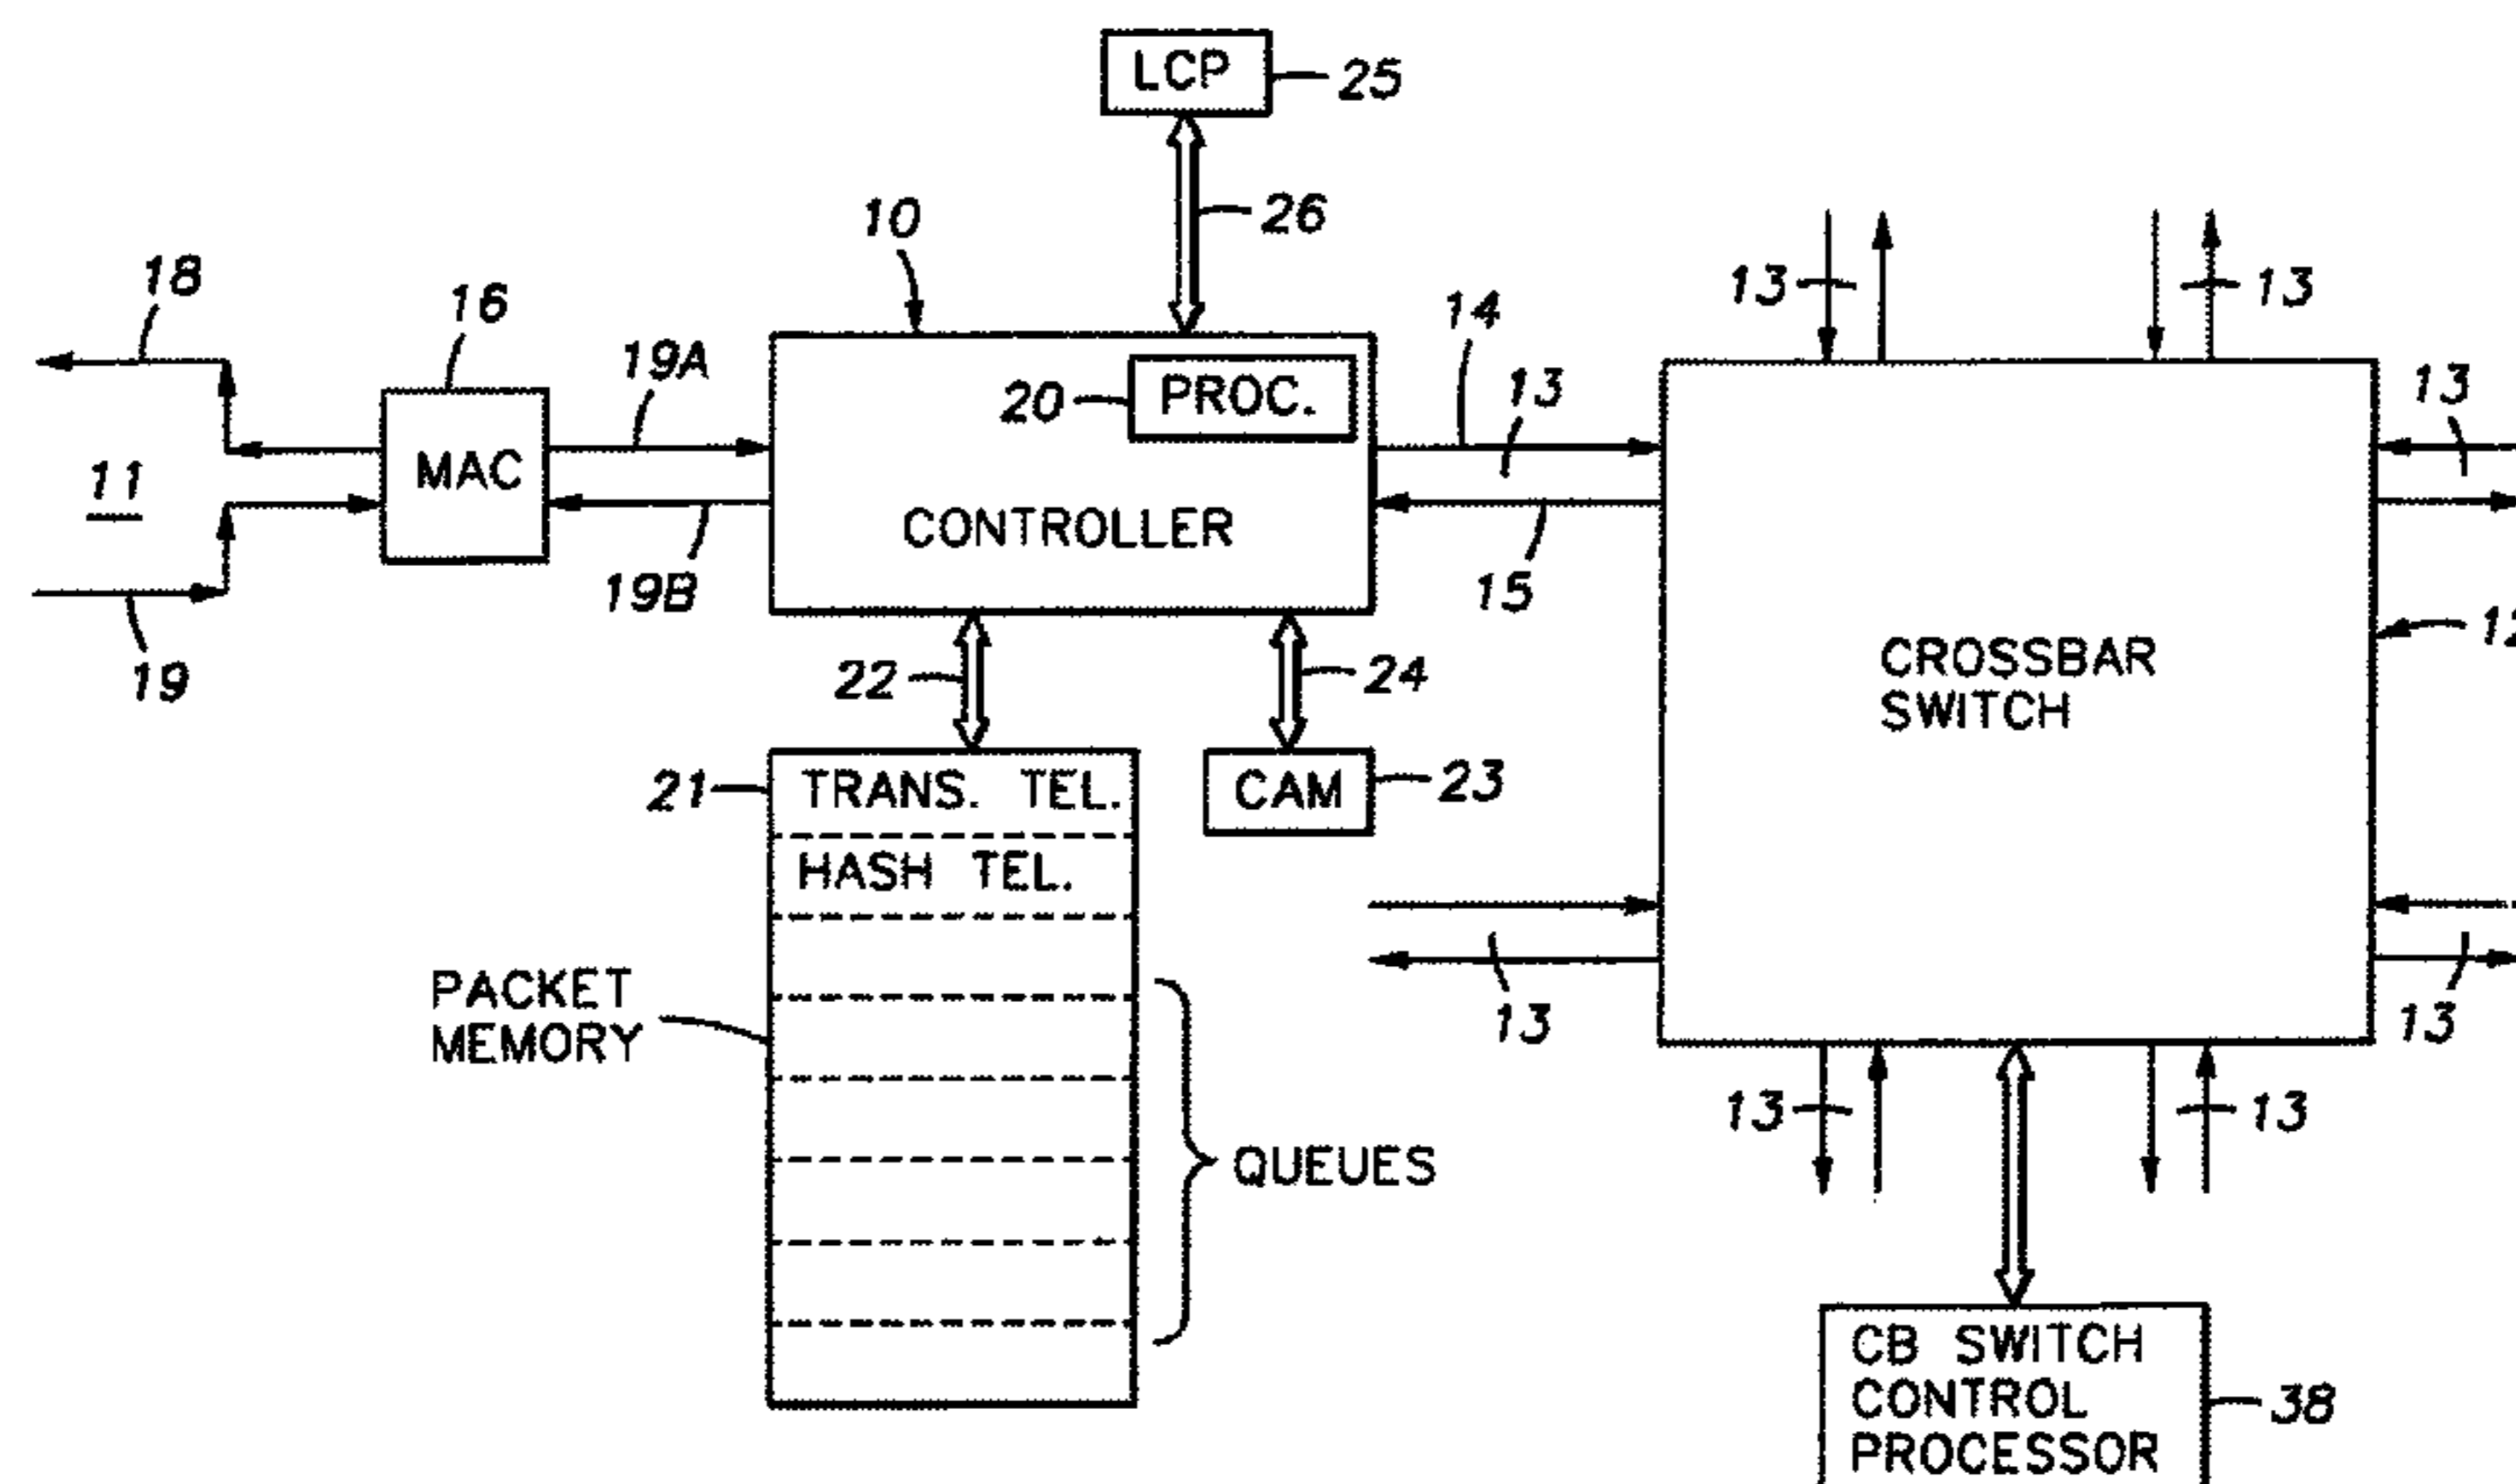 LCP
25
26
10
18
16
19A
14
13
13
13
13
20
PROC.
MAC
11
CONTROLLER
19B
15
19
22
24
CROSSBAR
SWITCH
21
TRANS. TEL.
CAM
23
HASH TEL.
PACKET
MEMORY
13
13
13
13
QUEUES
CB SWITCH
CONTROL
PROCESSOR
38